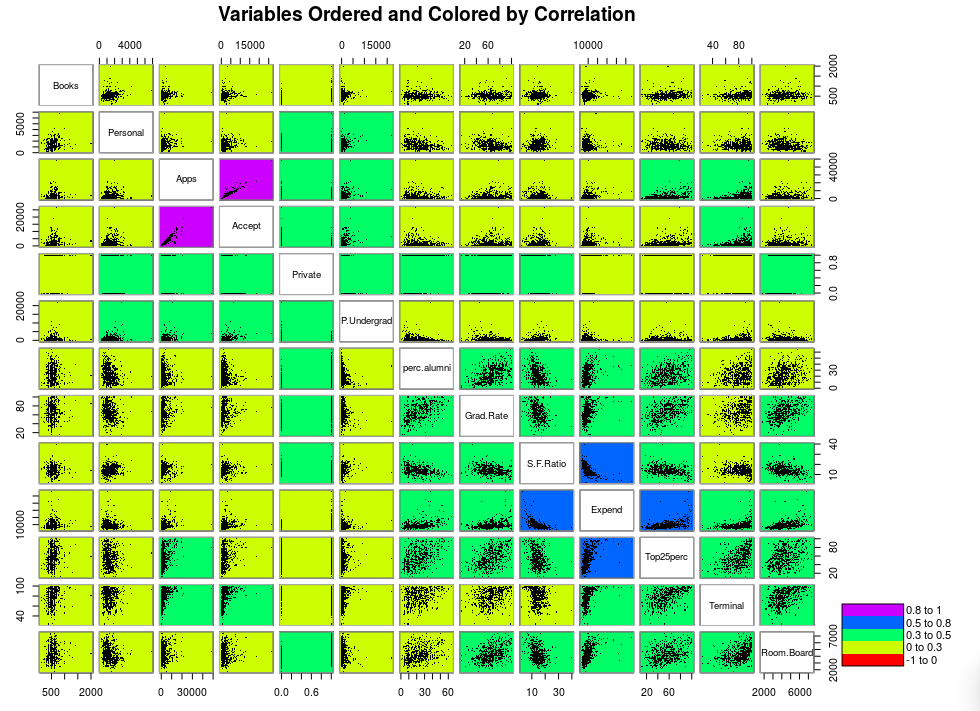 Variables Ordered and Colored by Correlation
0 4000 0 15000 0 15000 20 60 10000 40 80
Books 500 2000
0 5000 Personal
Apps 0 40000
0 20000 Accept
Private 0.0 0.8
0 20000 P.Undergrad
perc.alumni 0 30
20 80 Grad.Rate
S.F.Ratio 10 40
10000 Expend
Top25perc 20 80
40 100 Terminal
Room.Board 2000 7000
500 2000 0 30000 0.0 0.6 0 30 60 10 30 20 60 2000 6000
0.8 to 1
0.5 to 0.8
0.3 to 0.5
0 to 0.3
-1 to 0